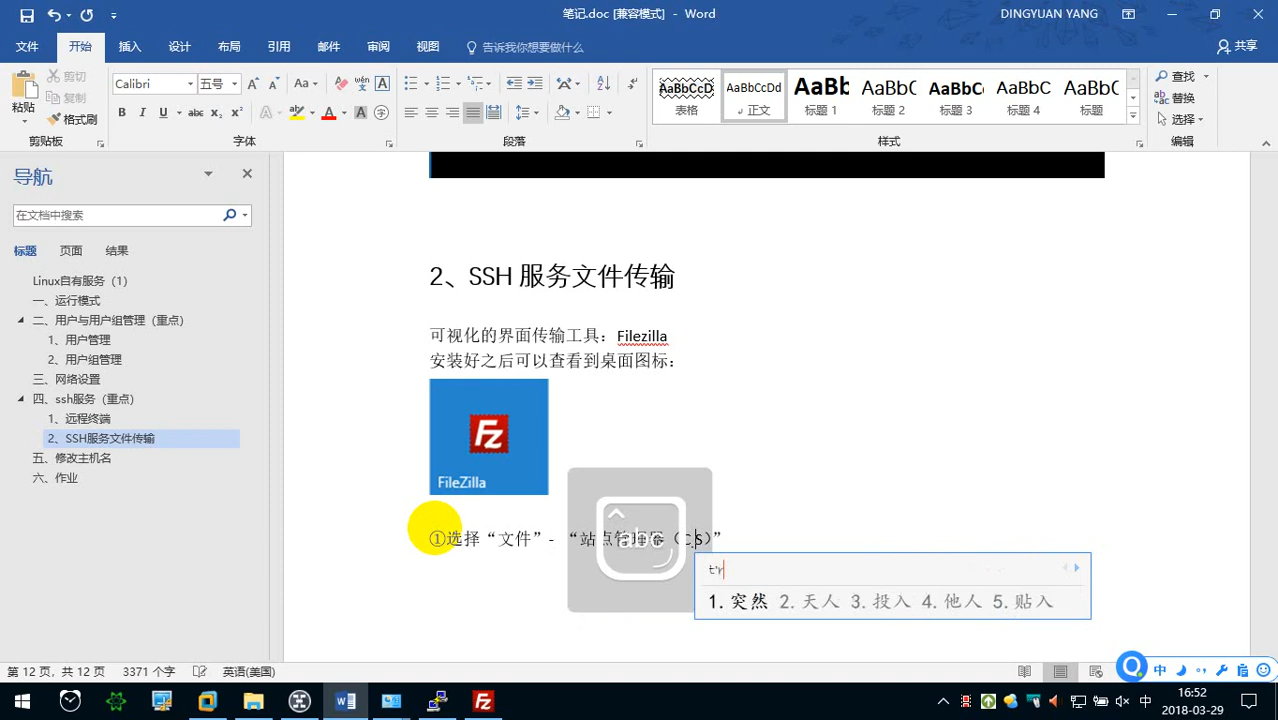 笔记.doc [兼容模式] - Word
DINGYUAN YANG
文件 开始 插入 设计 布局 引用 邮件 审阅 视图 告诉我你想要做什么 共享
粘贴 剪切 复制 格式刷
Calibri 五号
AaBbCcD AaBbCcDd AaBb AaBbC AaBbC AaBbC AaBbC
表格 正文 标题 1 标题 2 标题 3 标题 4 标题
查找 替换 选择
剪贴板 字体 段落 样式 编辑
导航
在文档中搜索
标题 页面 结果
Linux自有服务（1）
一、运行模式
二、用户与用户组管理（重点）
1、用户管理
2、用户组管理
三、网络设置
四、ssh服务（重点）
1、远程终端
2、SSH服务文件传输
五、修改主机名
六、作业
2、SSH 服务文件传输
可视化的界面传输工具：Filezilla
安装好之后可以查看到桌面图标：
Fz
FileZilla
①选择“文件”- “站点管理器（CS）”
abc
t'r
1. 突然 2. 天人 3. 投入 4. 他人 5. 贴入
第 12 页，共 12 页 3371 个字 英语(美国)
中
中 16:52
2018-03-29